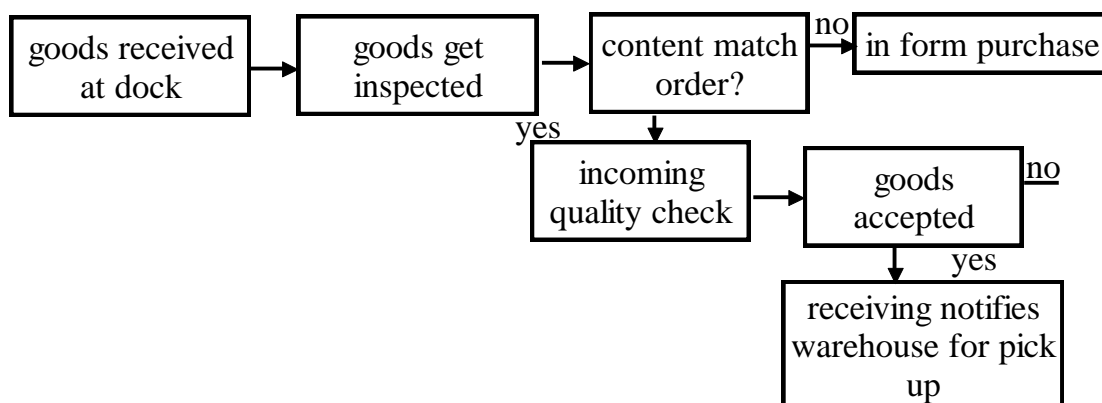 goods received
at dock
goods get
inspected
content match
order?
no
in form purchase
yes
incoming
quality check
goods
accepted
no
yes
receiving notifies
warehouse for pick
up